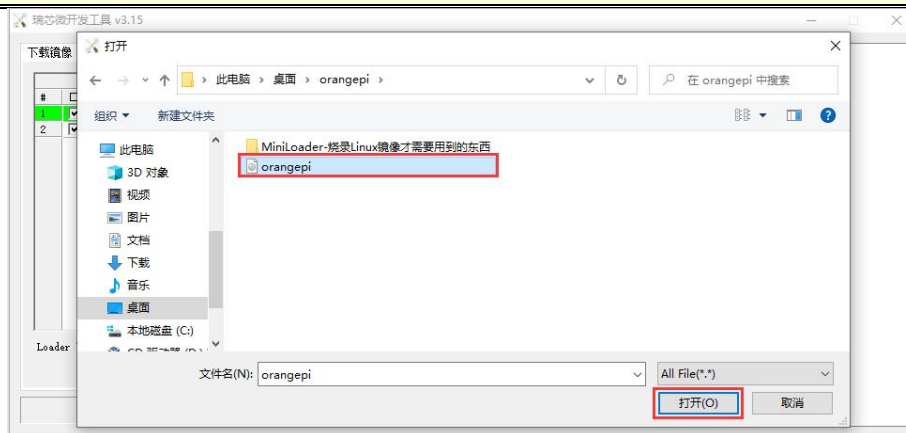 瑞芯微开发工具 v3.15
下载镜像
打开
此电脑 › 桌面 › orangepi ›
在 orangepi 中搜索
组织
新建文件夹
#
1
2
此电脑
3D 对象
视频
图片
文档
下载
音乐
桌面
本地磁盘 (C:)
MiniLoader-烧录Linux镜像才需要用到的东西
orangepi
Loader
文件名(N): orangepi
All File(*.*)
打开(O)
取消